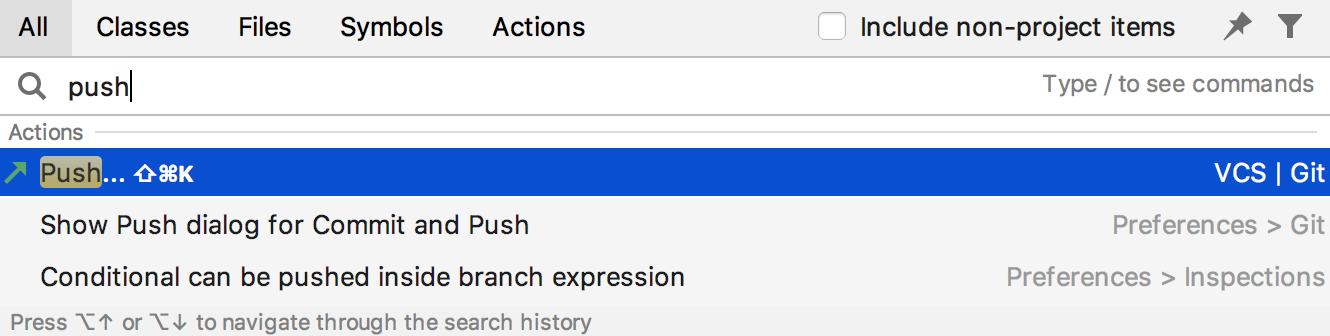 All Classes Files Symbols Actions Include non-project items
push Type / to see commands
Actions
Push... ⇧⌘K VCS | Git
Show Push dialog for Commit and Push Preferences > Git
Conditional can be pushed inside branch expression Preferences > Inspections
Press ⌥↑ or ⌥↓ to navigate through the search history